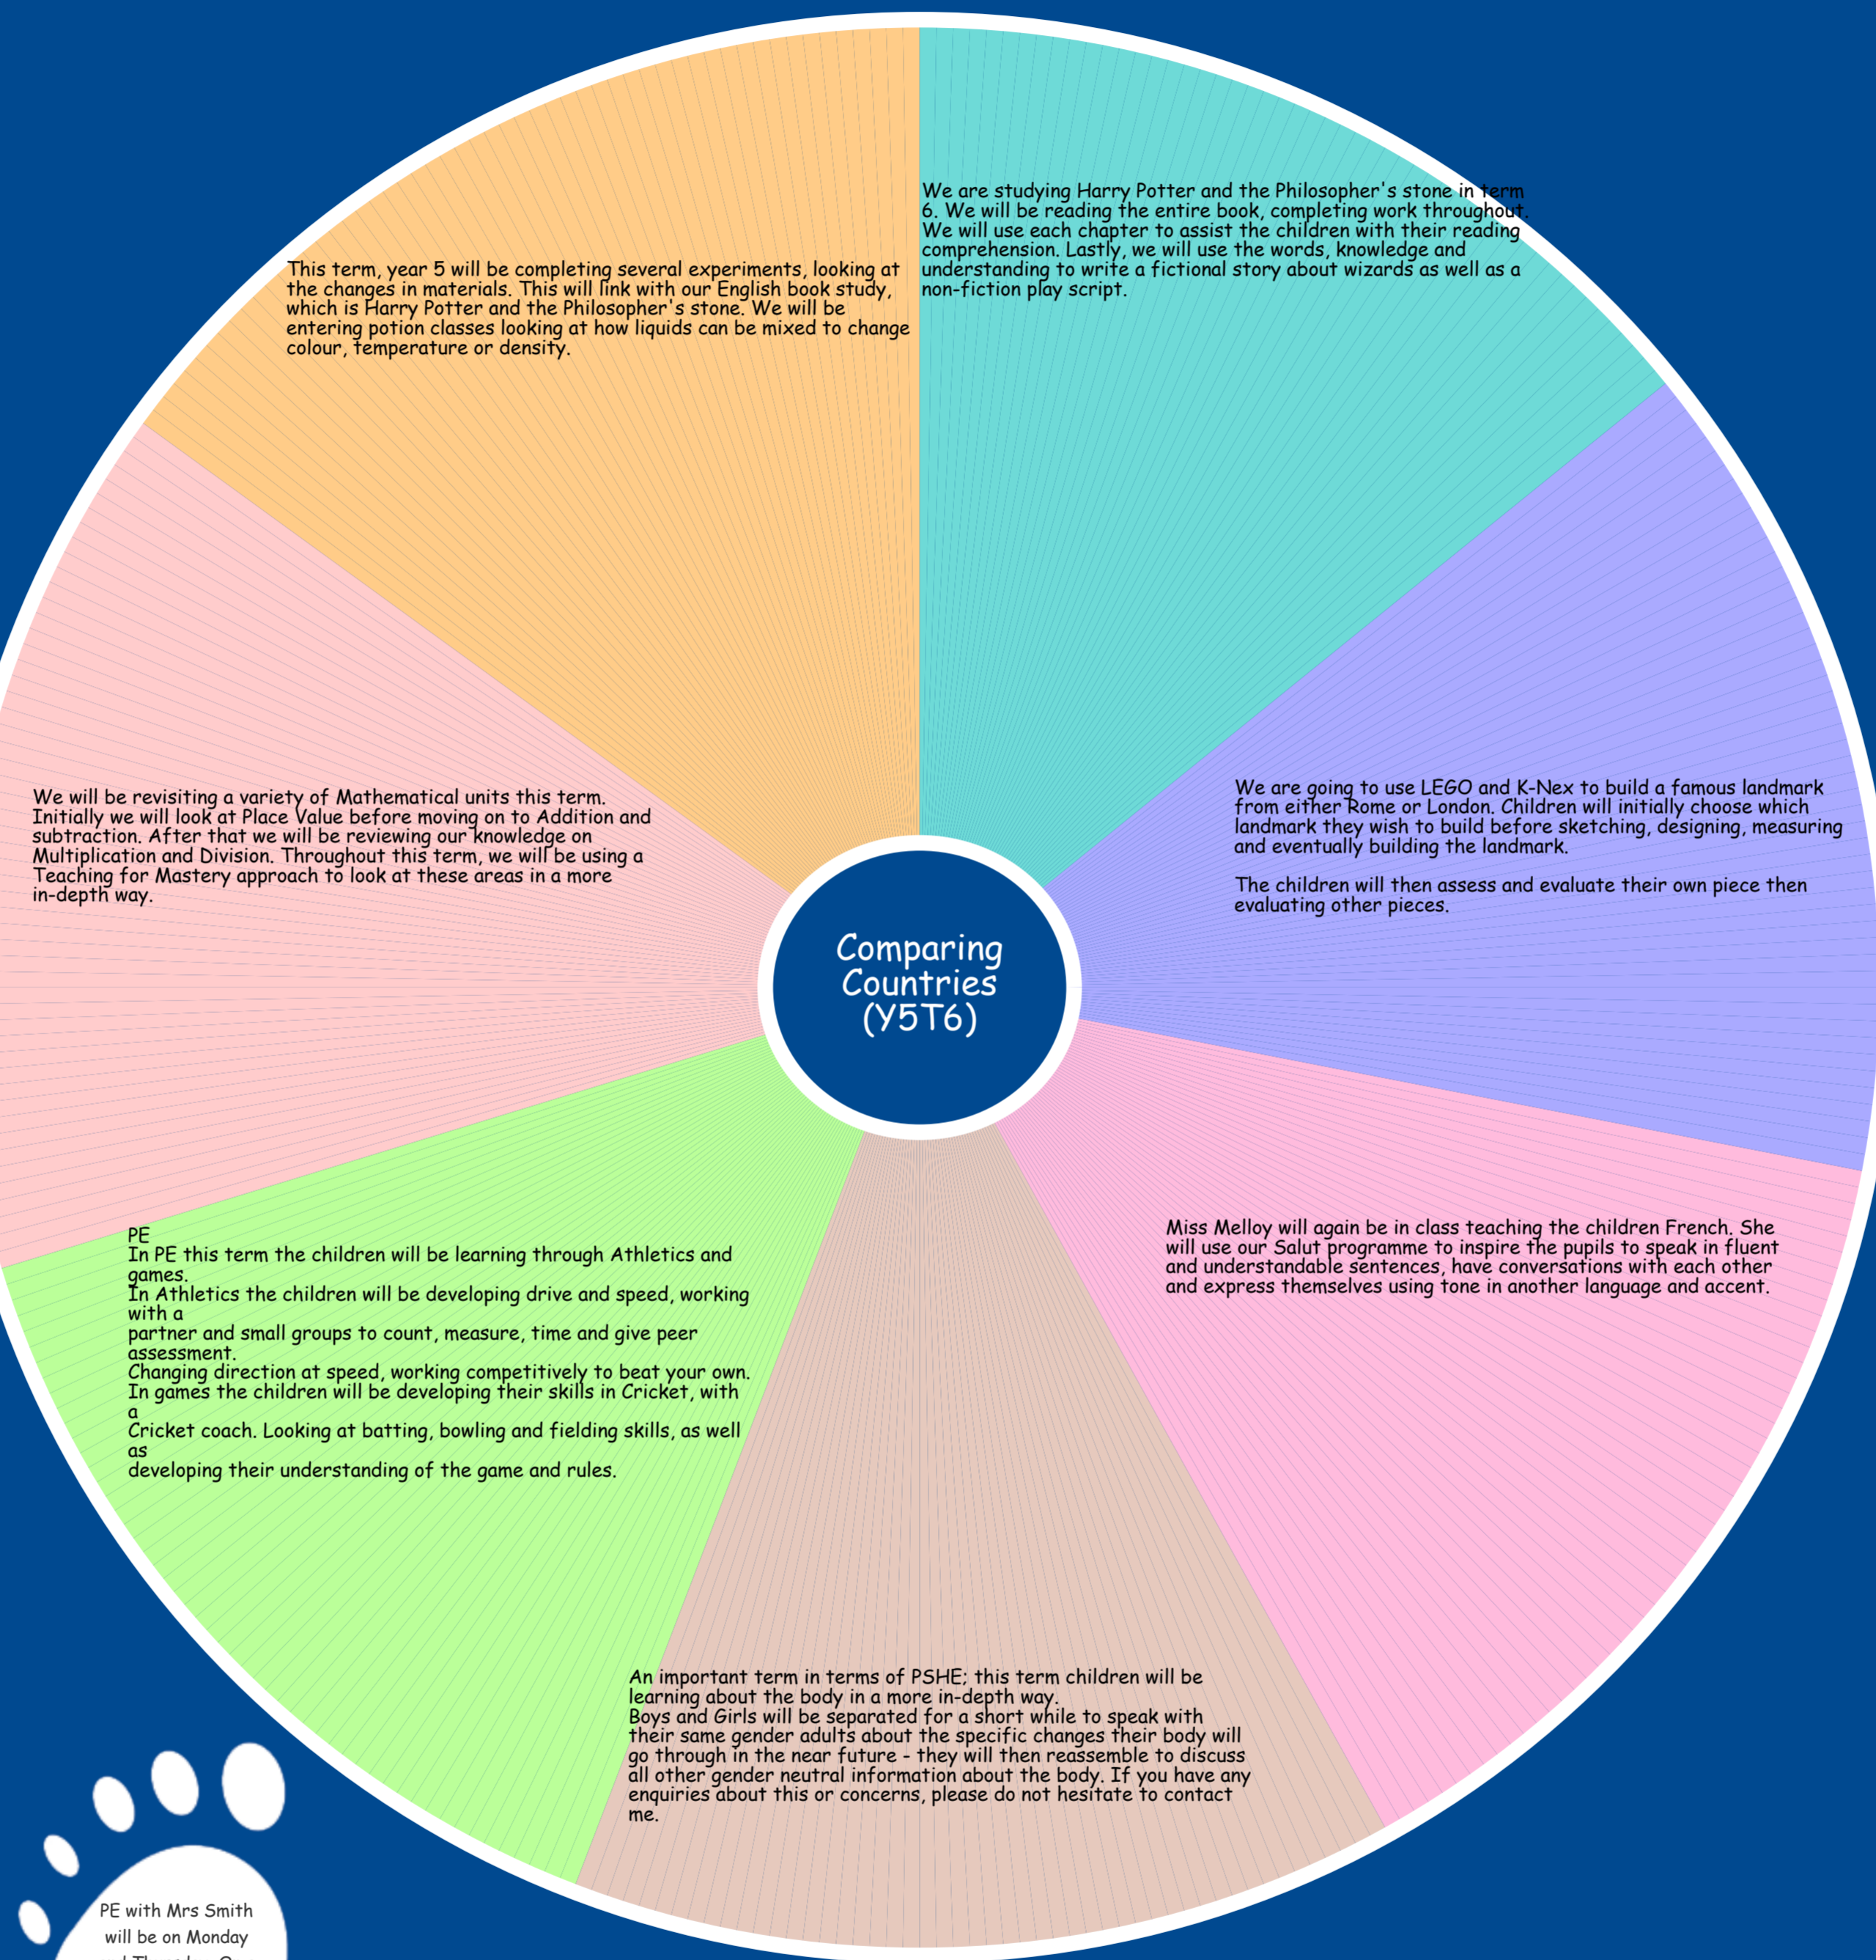 We are studying Harry Potter and the Philosopher's stone in term
6. We will be reading the entire book, completing work throughout.
We will use each chapter to assist the children with their reading
comprehension. Lastly, we will use the words, knowledge and
understanding to write a fictional story about wizards as well as a
non-fiction play script.
This term, year 5 will be completing several experiments, looking at
the changes in materials. This will link with our English book study,
which is Harry Potter and the Philosopher's stone. We will be
entering potion classes looking at how liquids can be mixed to change
colour, temperature or density.
We will be revisiting a variety of Mathematical units this term.
Initially we will look at Place Value before moving on to Addition and
subtraction. After that we will be reviewing our knowledge on
Multiplication and Division. Throughout this term, we will be using a
Teaching for Mastery approach to look at these areas in a more
in-depth way.
We are going to use LEGO and K-Nex to build a famous landmark
from either Rome or London. Children will initially choose which
landmark they wish to build before sketching, designing, measuring
and eventually building the landmark.
The children will then assess and evaluate their own piece then
evaluating other pieces.
Comparing
Countries
(Y5T6)
PE
In PE this term the children will be learning through Athletics and
games.
In Athletics the children will be developing drive and speed, working
with a
partner and small groups to count, measure, time and give peer
assessment.
Changing direction at speed, working competitively to beat your own.
In games the children will be developing their skills in Cricket, with
a
Cricket coach. Looking at batting, bowling and fielding skills, as well
as
developing their understanding of the game and rules.
Miss Melloy will again be in class teaching the children French. She
will use our Salut programme to inspire the pupils to speak in fluent
and understandable sentences, have conversations with each other
and express themselves using tone in another language and accent.
An important term in terms of PSHE; this term children will be
learning about the body in a more in-depth way.
Boys and Girls will be separated for a short while to speak with
their same gender adults about the specific changes their body will
go through in the near future - they will then reassemble to discuss
all other gender neutral information about the body. If you have any
enquiries about this or concerns, please do not hesitate to contact
me.
PE with Mrs Smith
will be on Monday